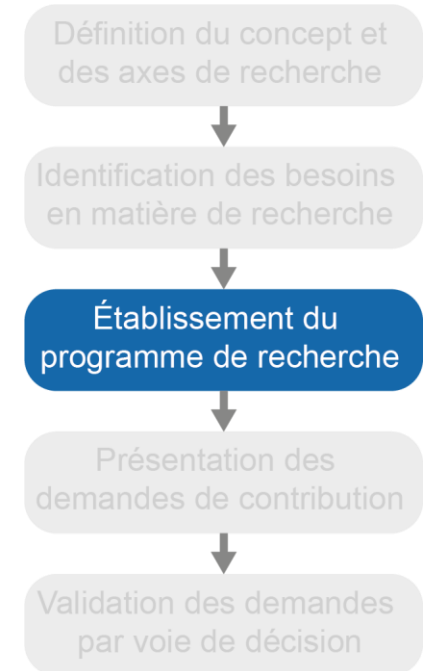 Définition du concept et
des axes de recherche
Identification des besoins
en matière de recherche
Établissement du
programme de recherche
Présentation des
demandes de contribution
Validation des demandes
par voie de décision